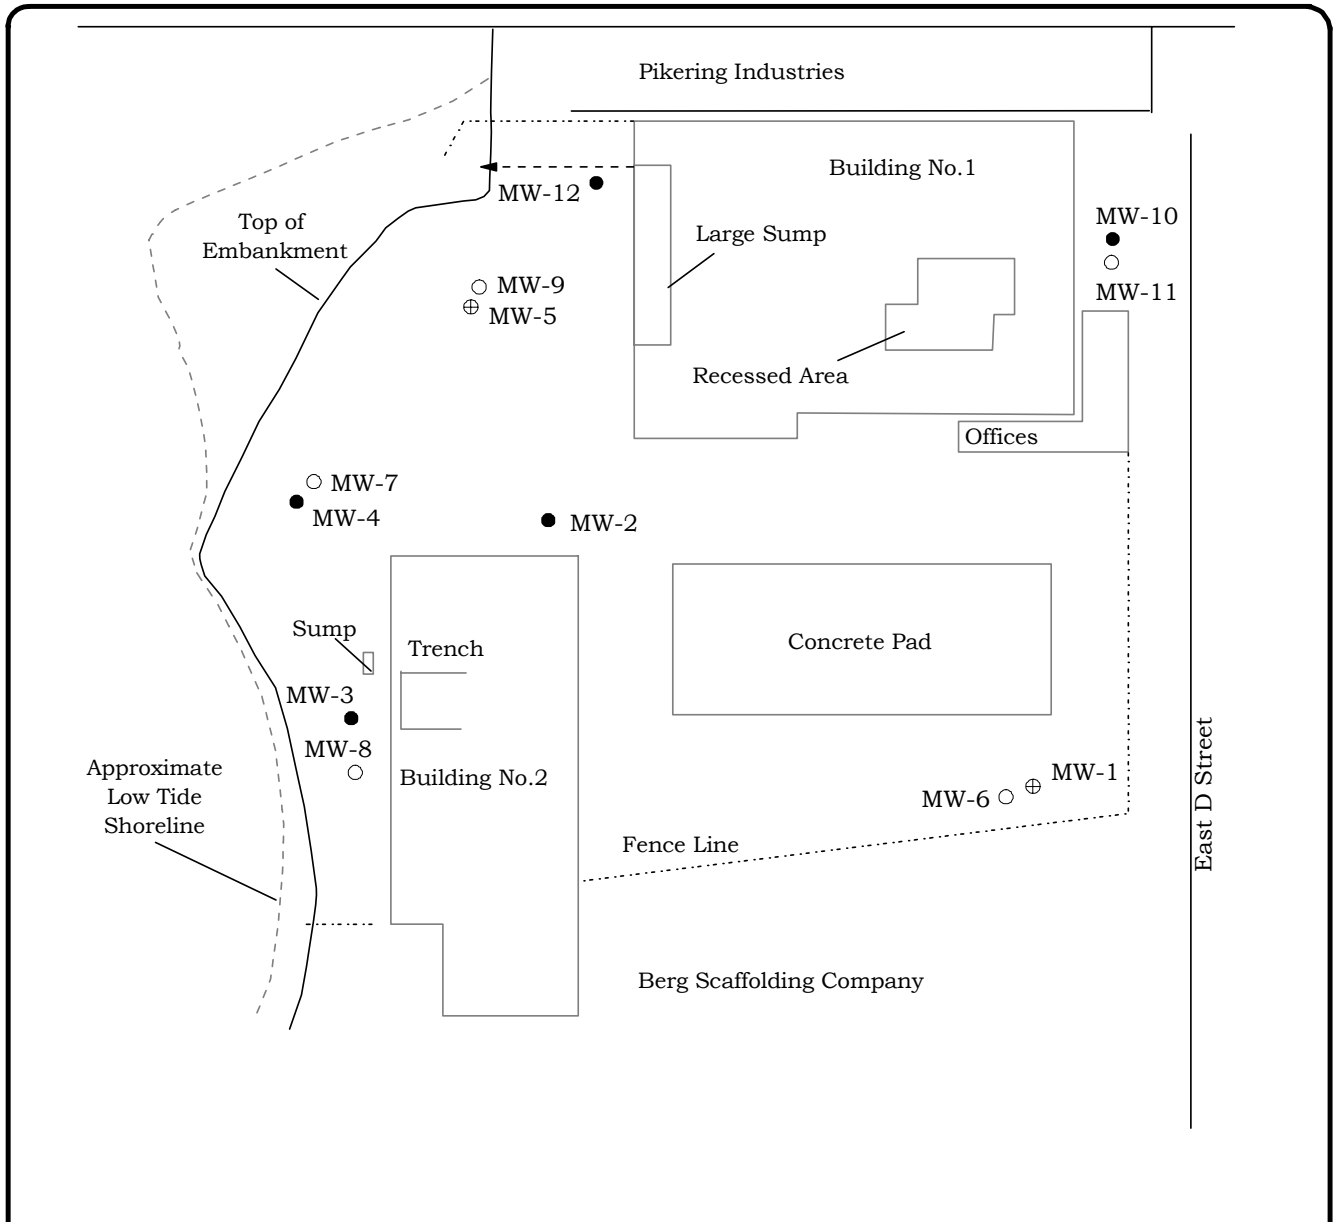 Pikering Industries
Building No.1
MW-12
MW-10
Top of
Embankment
Large Sump
MW-9
MW-11
MW-5
Recessed Area
Offices
MW-7
MW-4
MW-2
Sump
Trench
Concrete Pad
MW-3
MW-8
Approximate
Low Tide
Shoreline
Building No.2
MW-1
MW-6
East D Street
Fence Line
Berg Scaffolding Company